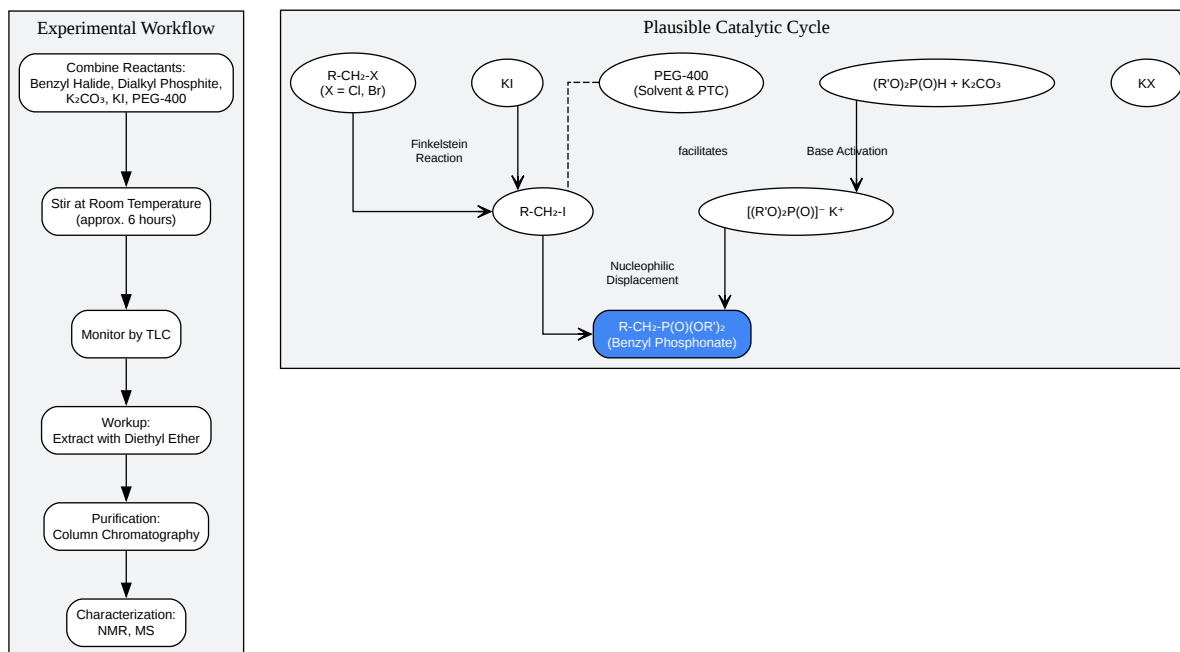 Experimental Workflow
Combine Reactants:
Benzyl Halide, Dialkyl Phosphite,
K₂CO₃, KI, PEG-400
Stir at Room Temperature
(approx. 6 hours)
Monitor by TLC
Workup:
Extract with Diethyl Ether
Purification:
Column Chromatography
Characterization:
NMR, MS
Plausible Catalytic Cycle
R-CH₂-X
(X = Cl, Br)
KI
PEG-400
(Solvent & PTC)
(R'O)₂P(O)H + K₂CO₃
KX
Finkelstein
Reaction
facilitates
Base Activation
R-CH₂-I
[(R'O)₂P(O)]⁻ K⁺
Nucleophilic
Displacement
R-CH₂-P(O)(OR')₂
(Benzyl Phosphonate)